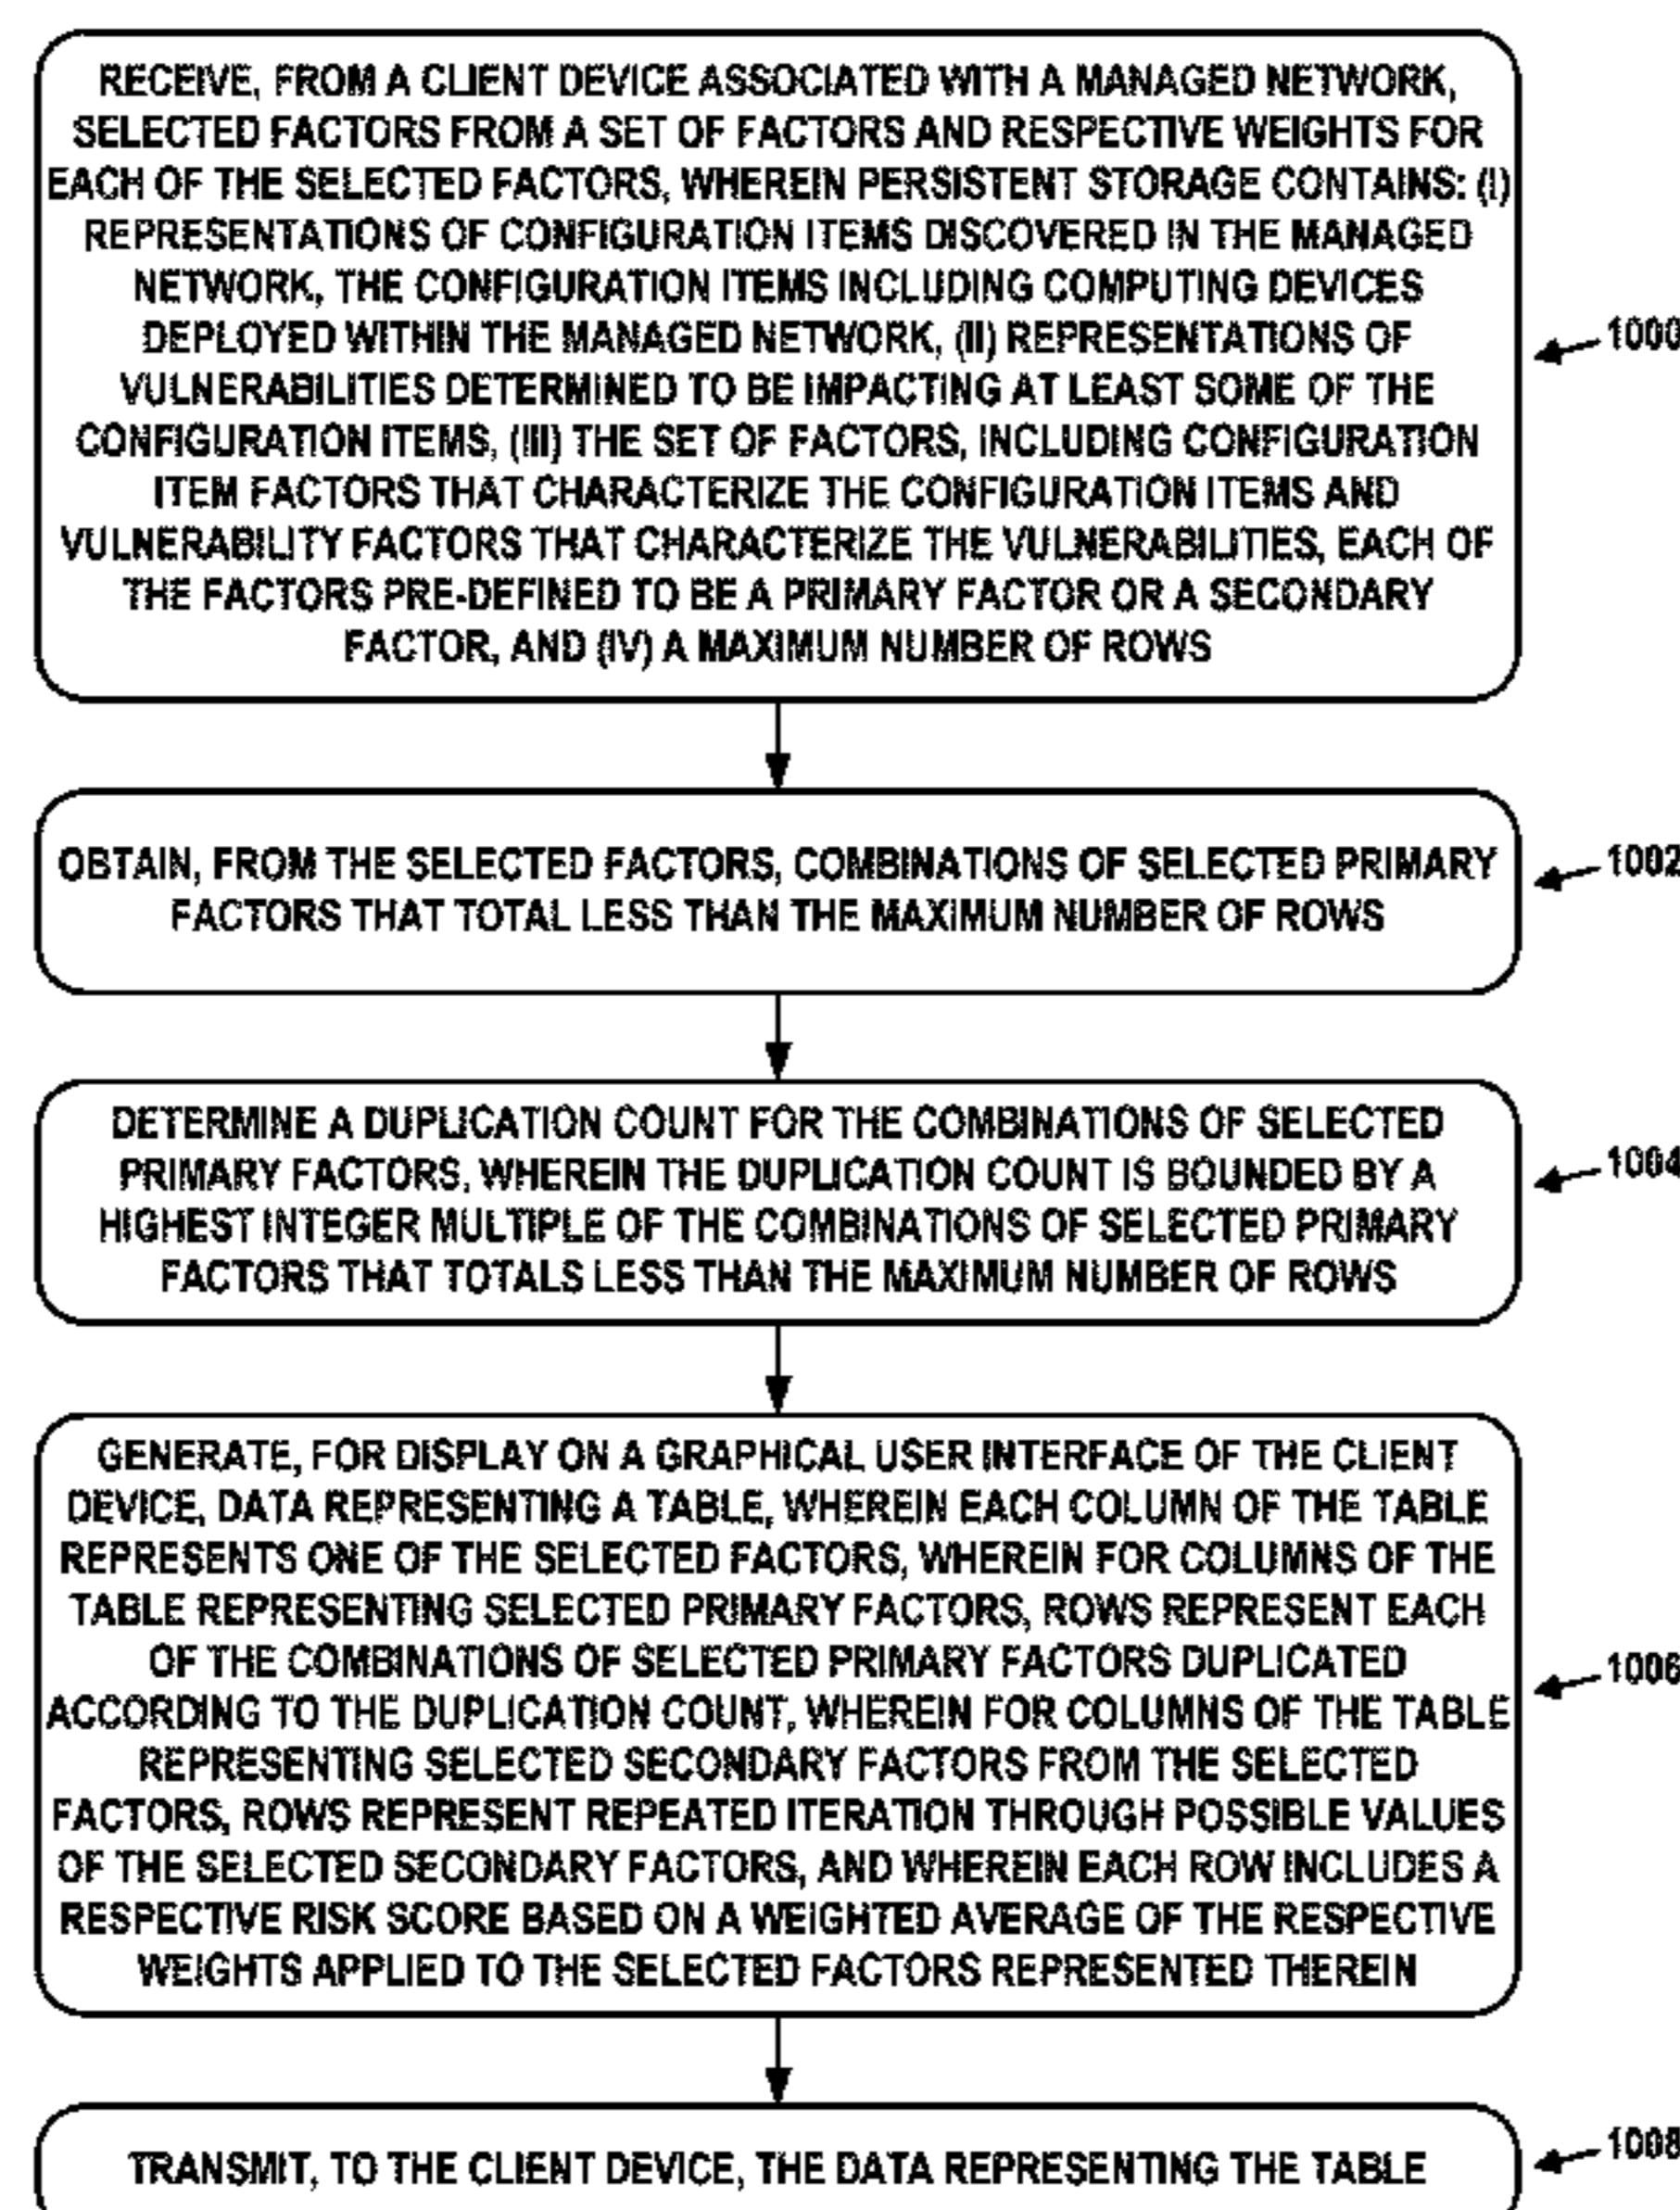 RECEIVE, FROM A CLIENT DEVICE ASSOCIATED WITH A MANAGED NETWORK,
SELECTED FACTORS FROM A SET OF FACTORS AND RESPECTIVE WEIGHTS FOR
EACH OF THE SELECTED FACTORS, WHEREIN PERSISTENT STORAGE CONTAINS: (I)
REPRESENTATIONS OF CONFIGURATION ITEMS DISCOVERED IN THE MANAGED
NETWORK, THE CONFIGURATION ITEMS INCLUDING COMPUTING DEVICES
DEPLOYED WITHIN THE MANAGED NETWORK, (II) REPRESENTATIONS OF
VULNERABILITIES DETERMINED TO BE IMPACTING AT LEAST SOME OF THE
CONFIGURATION ITEMS, (III) THE SET OF FACTORS, INCLUDING CONFIGURATION
ITEM FACTORS THAT CHARACTERIZE THE CONFIGURATION ITEMS AND
VULNERABILITY FACTORS THAT CHARACTERIZE THE VULNERABILITIES, EACH OF
THE FACTORS PRE-DEFINED TO BE A PRIMARY FACTOR OR A SECONDARY
FACTOR, AND (IV) A MAXIMUM NUMBER OF ROWS
1000
OBTAIN, FROM THE SELECTED FACTORS, COMBINATIONS OF SELECTED PRIMARY
FACTORS THAT TOTAL LESS THAN THE MAXIMUM NUMBER OF ROWS
1002
DETERMINE A DUPLICATION COUNT FOR THE COMBINATIONS OF SELECTED
PRIMARY FACTORS, WHEREIN THE DUPLICATION COUNT IS BOUNDED BY A
HIGHEST INTEGER MULTIPLE OF THE COMBINATIONS OF SELECTED PRIMARY
FACTORS THAT TOTALS LESS THAN THE MAXIMUM NUMBER OF ROWS
1004
GENERATE, FOR DISPLAY ON A GRAPHICAL USER INTERFACE OF THE CLIENT
DEVICE, DATA REPRESENTING A TABLE, WHEREIN EACH COLUMN OF THE TABLE
REPRESENTS ONE OF THE SELECTED FACTORS, WHEREIN FOR COLUMNS OF THE
TABLE REPRESENTING SELECTED PRIMARY FACTORS, ROWS REPRESENT EACH
OF THE COMBINATIONS OF SELECTED PRIMARY FACTORS DUPLICATED
ACCORDING TO THE DUPLICATION COUNT, WHEREIN FOR COLUMNS OF THE TABLE
REPRESENTING SELECTED SECONDARY FACTORS FROM THE SELECTED
FACTORS, ROWS REPRESENT REPEATED ITERATION THROUGH POSSIBLE VALUES
OF THE SELECTED SECONDARY FACTORS, AND WHEREIN EACH ROW INCLUDES A
RESPECTIVE RISK SCORE BASED ON A WEIGHTED AVERAGE OF THE RESPECTIVE
WEIGHTS APPLIED TO THE SELECTED FACTORS REPRESENTED THEREIN
1006
TRANSMIT, TO THE CLIENT DEVICE, THE DATA REPRESENTING THE TABLE
1008